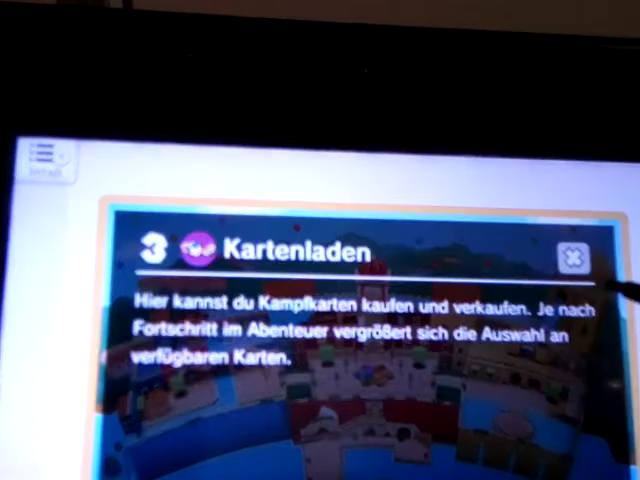 3 Kartenladen
Hier kannst du Kampfkarten kaufen und verkaufen. Je nach
Fortschritt im Abenteuer vergrößert sich die Auswahl an
verfügbaren Karten.